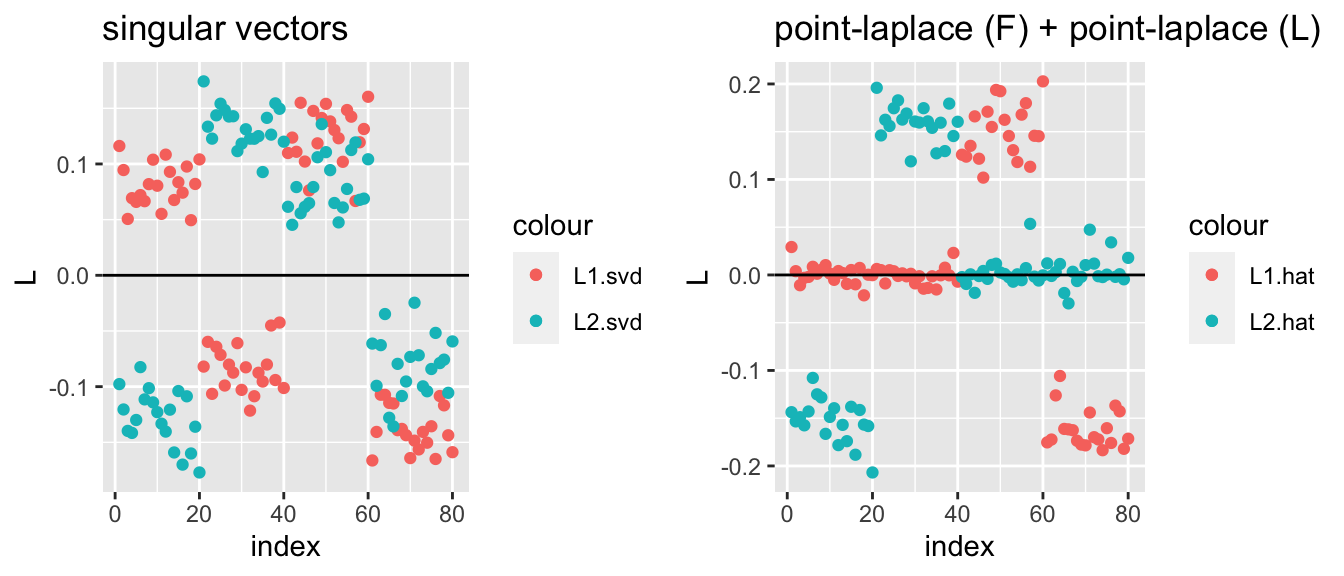 singular vectors
L
0.1
0.0
-0.1
0
20
40
60
80
index
colour
L1.svd
L2.svd
point-laplace (F) + point-laplace (L)
L
0.2
0.1
0.0
-0.1
-0.2
0
20
40
60
80
index
colour
L1.hat
L2.hat